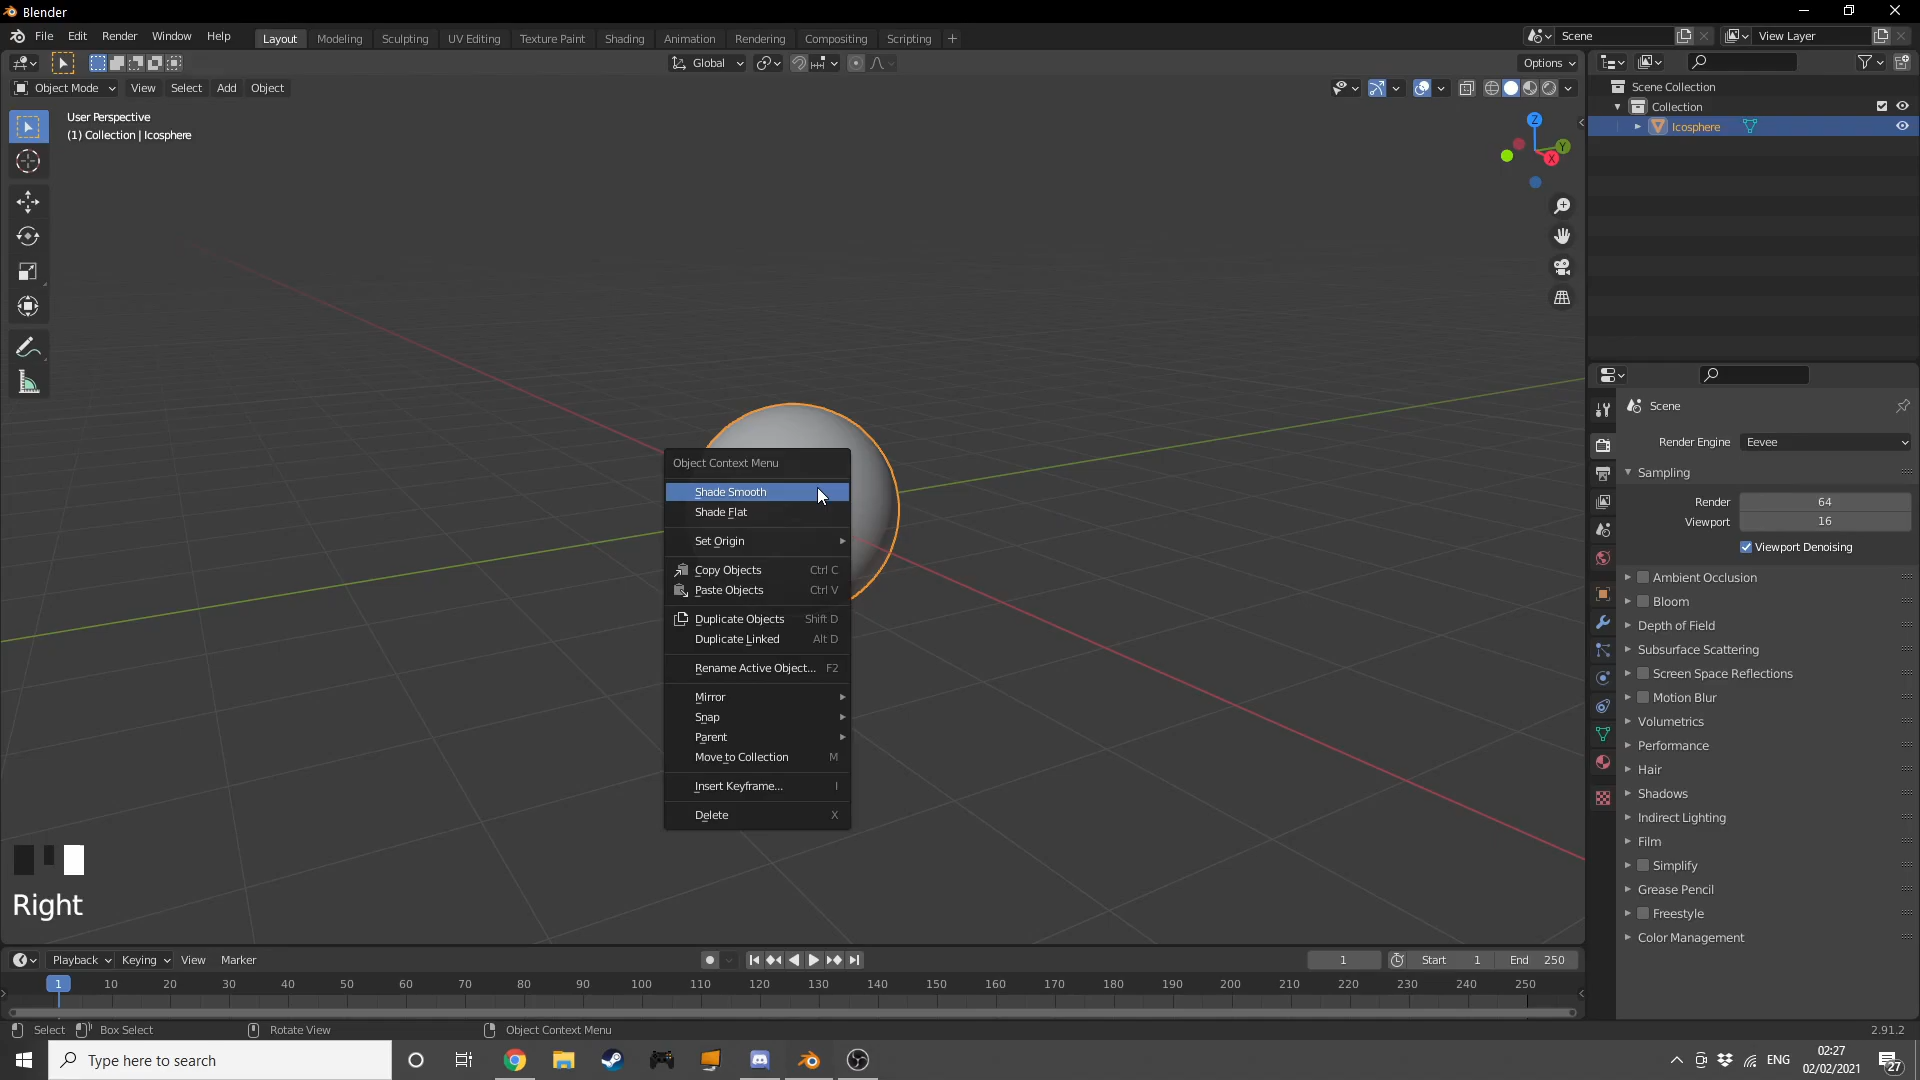 Blender
File Edit Render Window Help Layout Modeling Sculpting UV Editing Texture Paint Shading Animation Rendering Compositing Scripting + Scene View Layer
Global Options
Object Mode View Select Add Object
User Perspective
(1) Collection | Icosphere
Z
Y
X
Scene Collection
Collection
Icosphere
Object Context Menu
Shade Smooth
Shade Flat
Set Origin
Copy Objects Ctrl C
Paste Objects Ctrl V
Duplicate Objects Shift D
Duplicate Linked Alt D
Rename Active Object... F2
Mirror
Snap
Parent
Move to Collection M
Insert Keyframe... I
Delete X
Scene
Render Engine Eevee
Sampling
Render 64
Viewport 16
Viewport Denoising
Ambient Occlusion
Bloom
Depth of Field
Subsurface Scattering
Screen Space Reflections
Motion Blur
Volumetrics
Performance
Hair
Shadows
Indirect Lighting
Film
Simplify
Grease Pencil
Freestyle
Color Management
Right
Playback Keying View Marker 1 Start 1 End 250
1 10 20 30 40 50 60 70 80 90 100 110 120 130 140 150 160 170 180 190 200 210 220 230 240 250
Select Box Select Rotate View Object Context Menu 2.91.2
Type here to search
ENG
02:27
02/02/2021
27